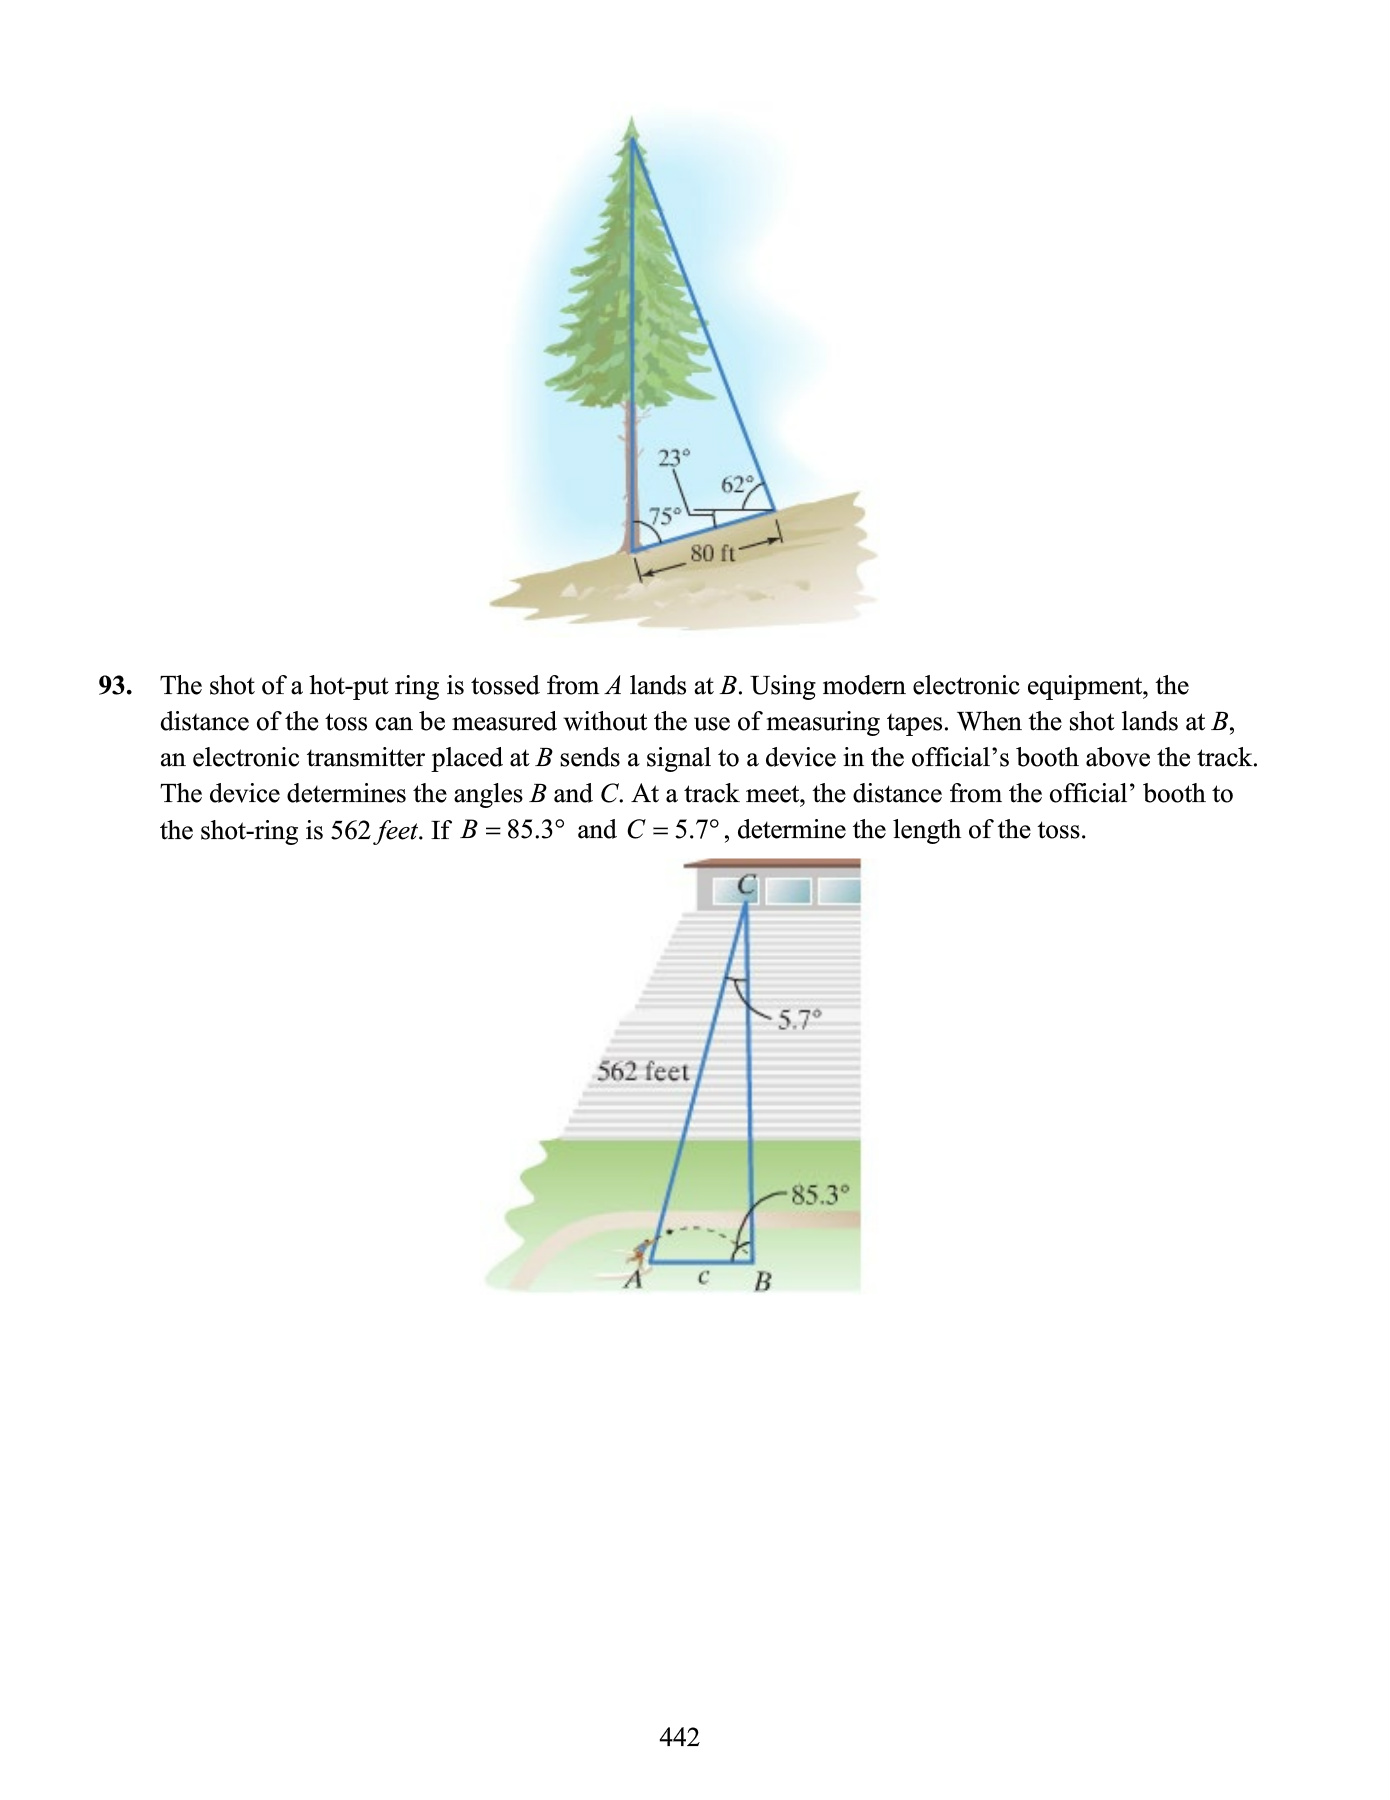 23°
62°
75°
80 ft
93. The shot of a hot-put ring is tossed from A lands at B. Using modern electronic equipment, the
distance of the toss can be measured without the use of measuring tapes. When the shot lands at B,
an electronic transmitter placed at B sends a signal to a device in the official’s booth above the track.
The device determines the angles B and C. At a track meet, the distance from the official’ booth to
the shot-ring is 562 feet. If B = 85.3° and C = 5.7°, determine the length of the toss.
C
5.7°
562 feet
85.3°
A c B
442